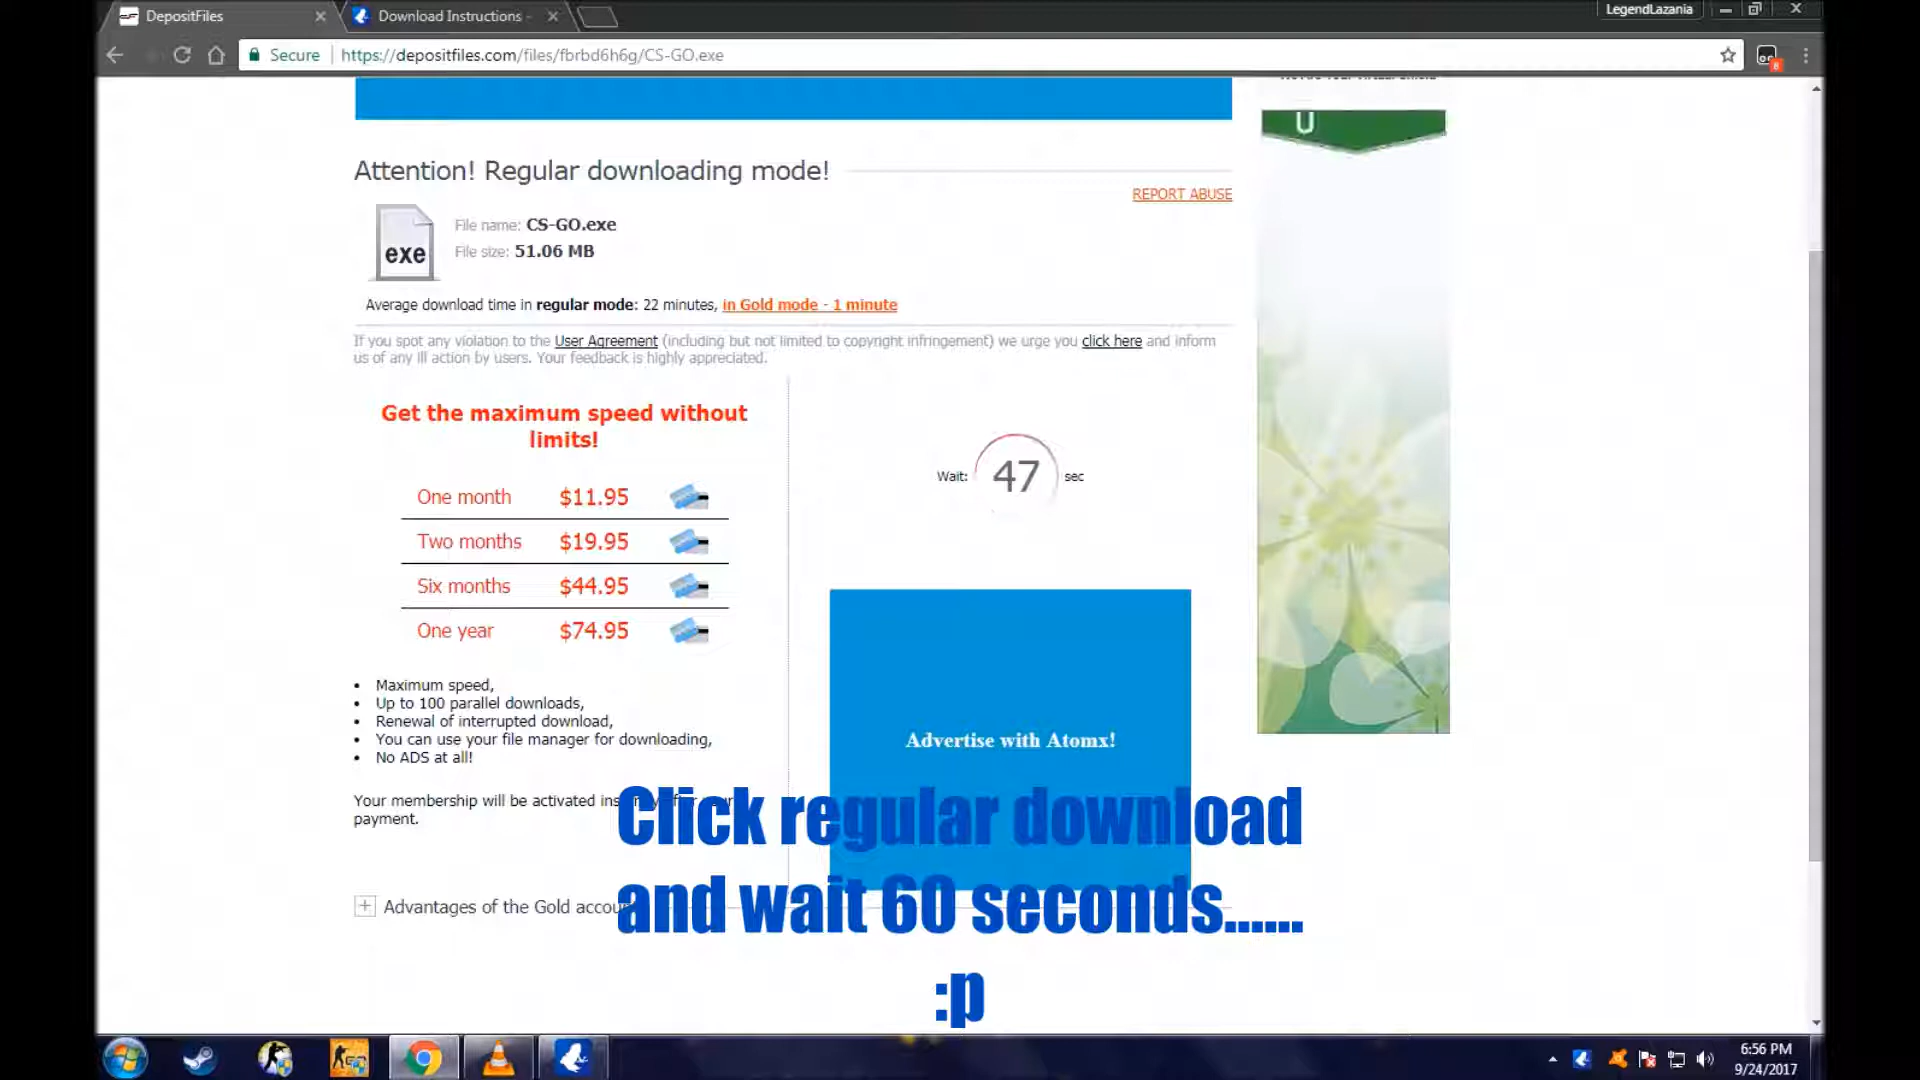 DepositFiles
Download Instructions -
LegendLazania
Secure
https://depositfiles.com/files/fbrbd6h6g/CS-GO.exe
8
U
Attention! Regular downloading mode!
REPORT ABUSE
exe
File name: CS-GO.exe
File size: 51.06 MB
Average download time in regular mode: 22 minutes, in Gold mode - 1 minute
If you spot any violation to the User Agreement (including but not limited to copyright infringement) we urge you click here and inform
us of any ill action by users. Your feedback is highly appreciated.
Get the maximum speed without
limits!
One month $11.95
Two months $19.95
Six months $44.95
One year $74.95
Wait: 47 sec
Maximum speed,
Up to 100 parallel downloads,
Renewal of interrupted download,
You can use your file manager for downloading,
No ADS at all!
Advertise with Atomx!
Your membership will be activated
payment.
Click regular download
and wait 60 seconds......
:p
Advantages of the Gold
6:56 PM
9/24/2017